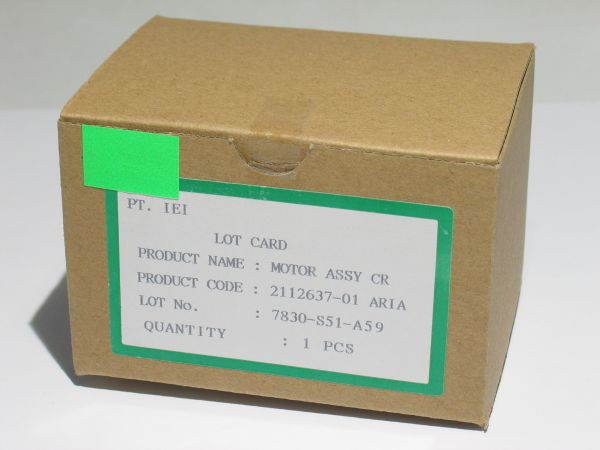 PT. IEI
LOT CARD
PRODUCT NAME : MOTOR ASSY CR
PRODUCT CODE : 2112637-01 ARIA
LOT No. : 7830-S51-A59
QUANTITY : 1 PCS